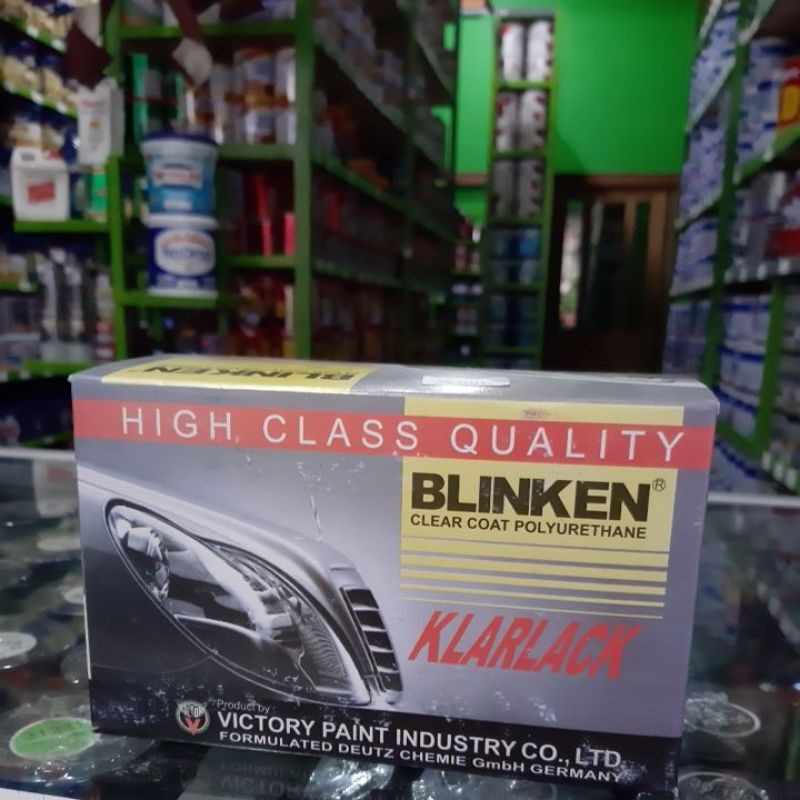 BLINKEN
HIGH CLASS QUALITY
BLINKEN®
CLEAR COAT POLYURETHANE
KLARLACK
Product by :
VICTORY PAINT INDUSTRY CO., LTD.
FORMULATED DEUTZ CHEMIE GmbH GERMANY